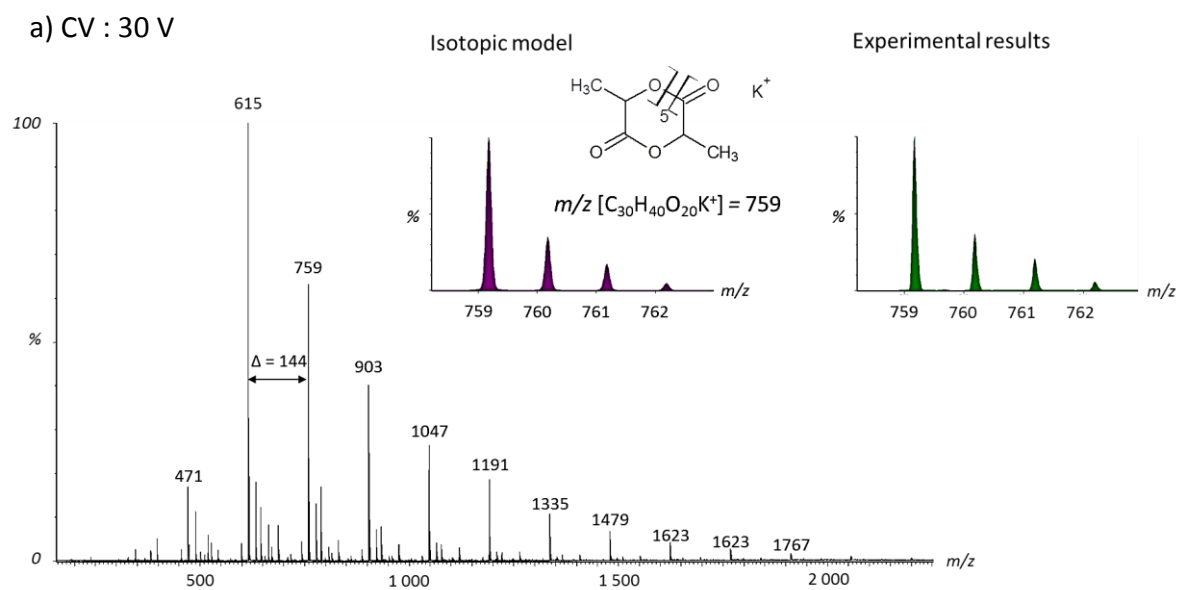 a) CV : 30 V
Isotopic model
Experimental results
H₃C
O
O
K⁺
5
O
O
CH₃
m/z [C₃₀H₄₀O₂₀K⁺] = 759
%
759 760 761 762
m/z
%
759 760 761 762
m/z
100
%
0
615
759
Δ = 144
903
471
1047
1191
1335
1479
1623
1623
1767
500
1 000
1 500
2 000
m/z